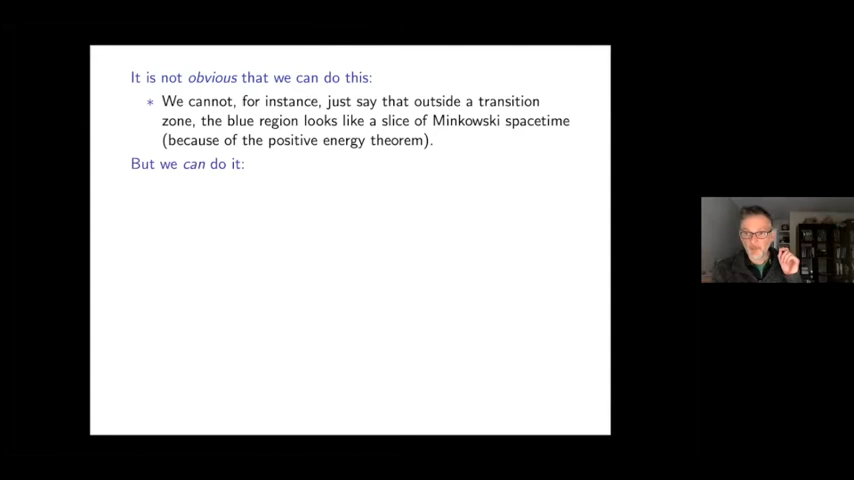 It is not obvious that we can do this:
* We cannot, for instance, just say that outside a transition
zone, the blue region looks like a slice of Minkowski spacetime
(because of the positive energy theorem).
But we can do it: